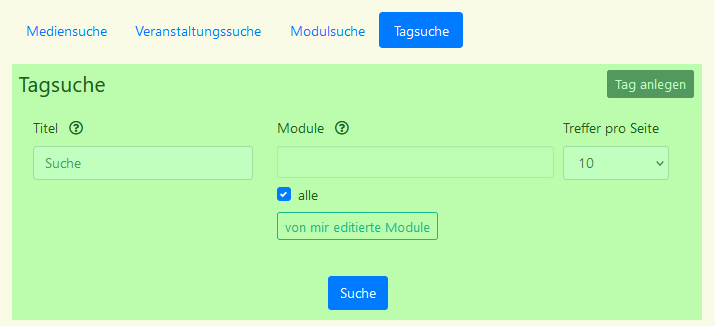 Mediensuche Veranstaltungssuche Modulsuche Tagsuche
Tagsuche Tag anlegen
Titel Module Treffer pro Seite
Suche 10
alle
von mir editierte Module
Suche